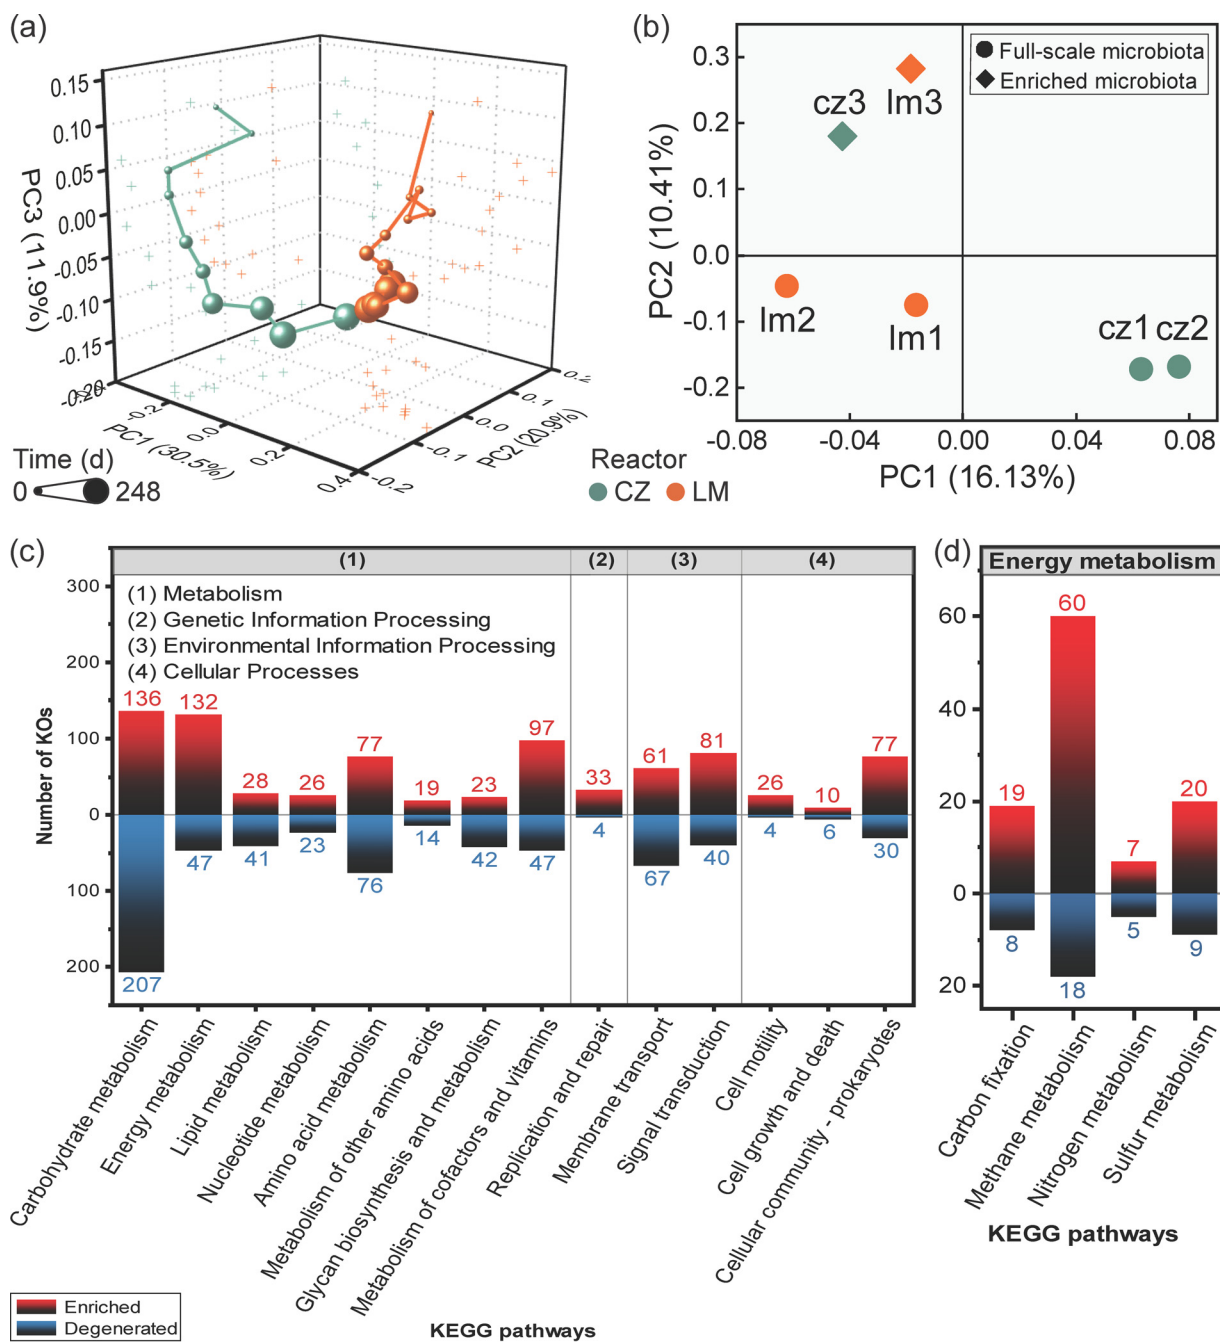 (a)
0.15
0.10
0.05
0.00
-0.05
-0.10
-0.15
-0.20
PC3 (11.9%)
-0.2
0.0
0.2
0.4
PC1 (30.5%)
-0.2
-0.1
0.0
0.1
0.2
PC2 (20.9%)
Time (d)
0 248
(b)
Full-scale microbiota
Enriched microbiota
cz3 lm3
lm2 lm1 cz1 cz2
0.3
0.2
0.1
0.0
-0.1
-0.2
PC2 (10.41%)
-0.08 -0.04 0.00 0.04 0.08
PC1 (16.13%)
Reactor
CZ LM
(c)
(1) (2) (3) (4)
(1) Metabolism
(2) Genetic Information Processing
(3) Environmental Information Processing
(4) Cellular Processes
300
200
100
0
100
200
Number of KOs
136 132 28 26 77 19 23 97 33 61 81 26 10 77
207 47 41 23 76 14 42 47 4 67 40 4 6 30
Carbohydrate metabolism
Energy metabolism
Lipid metabolism
Nucleotide metabolism
Amino acid metabolism
Metabolism of other amino acids
Glycan biosynthesis and metabolism
Metabolism of cofactors and vitamins
Replication and repair
Membrane transport
Signal transduction
Cell motility
Cell growth and death
Cellular community - prokaryotes
KEGG pathways
Enriched
Degenerated
(d)
Energy metabolism
60
40
20
0
20
19 60 7 20
8 18 5 9
Carbon fixation
Methane metabolism
Nitrogen metabolism
Sulfur metabolism
KEGG pathways